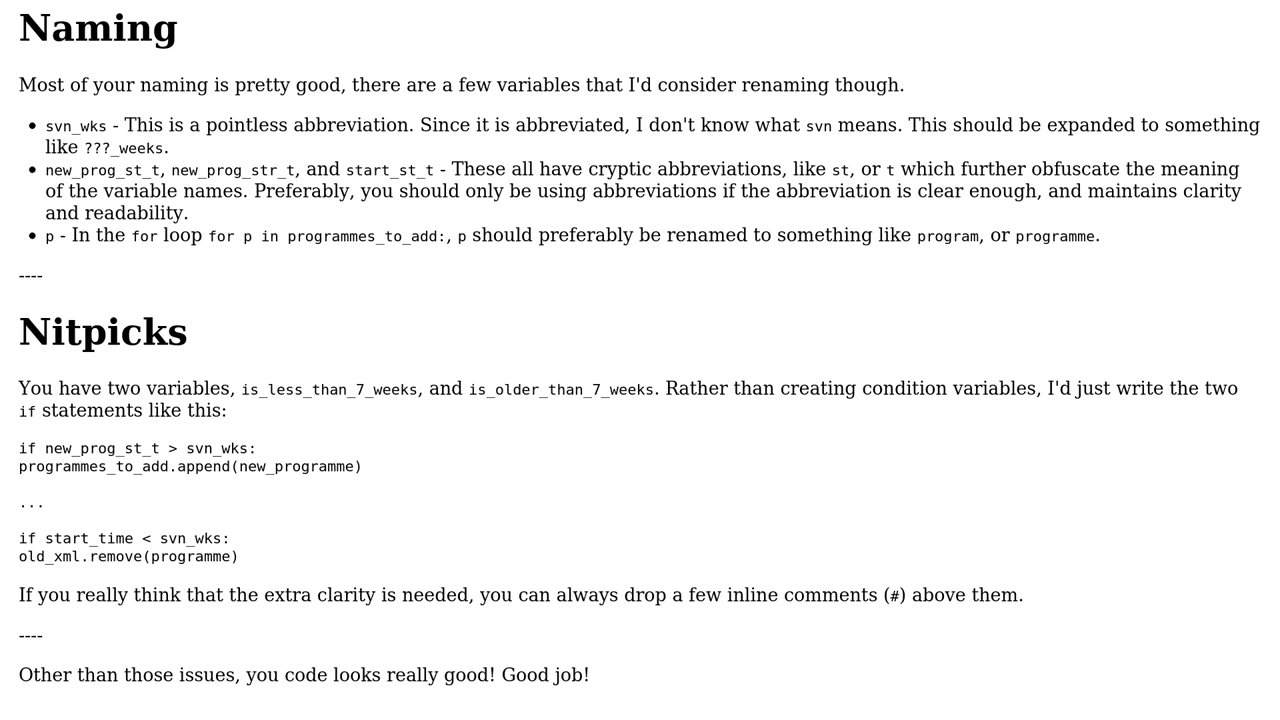 Naming
Most of your naming is pretty good, there are a few variables that I'd consider renaming though.
• svn_wks - This is a pointless abbreviation. Since it is abbreviated, I don't know what svn means. This should be expanded to something
like ???_weeks.
• new_prog_st_t, new_prog_str_t, and start_st_t - These all have cryptic abbreviations, like st, or t which further obfuscate the meaning
of the variable names. Preferably, you should only be using abbreviations if the abbreviation is clear enough, and maintains clarity
and readability.
• p - In the for loop for p in programmes_to_add:, p should preferably be renamed to something like program, or programme.
----
Nitpicks
You have two variables, is_less_than_7_weeks, and is_older_than_7_weeks. Rather than creating condition variables, I'd just write the two
if statements like this:
if new_prog_st_t > svn_wks:
programmes_to_add.append(new_programme)
...
if start_time < svn_wks:
old_xml.remove(programme)
If you really think that the extra clarity is needed, you can always drop a few inline comments (#) above them.
----
Other than those issues, you code looks really good! Good job!